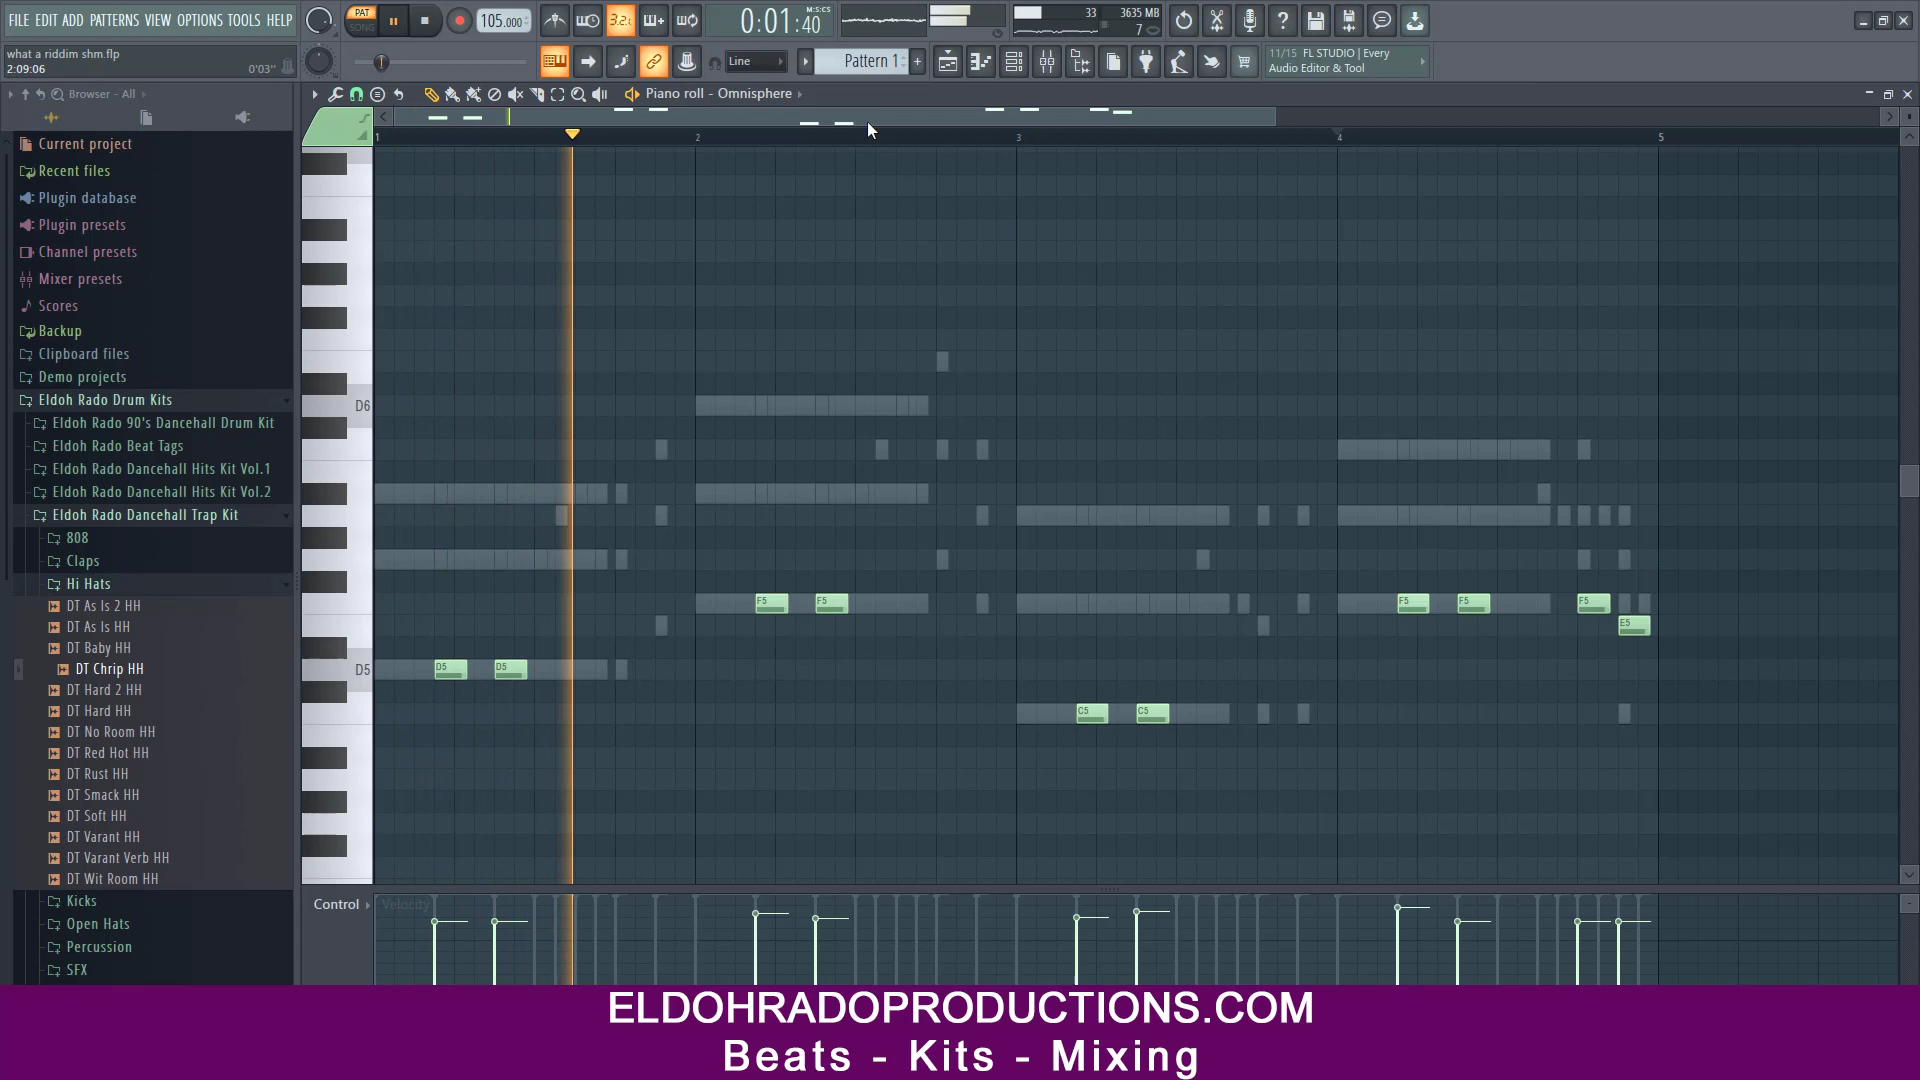 FILE EDIT ADD PATTERNS VIEW OPTIONS TOOLS HELP
PAT
SONG
105.000
3.2.
M:S:CS
0:01:40
33
3635 MB
7
what a riddim shm.flp
2:09:06
0'03"
Line
Pattern 1
+
11/15 FL STUDIO | Every
Audio Editor & Tool
Browser - All
Piano roll - Omnisphere
Current project
Recent files
Plugin database
Plugin presets
Channel presets
Mixer presets
Scores
Backup
Clipboard files
Demo projects
Eldoh Rado Drum Kits
Eldoh Rado 90's Dancehall Drum Kit
Eldoh Rado Beat Tags
Eldoh Rado Dancehall Hits Kit Vol.1
Eldoh Rado Dancehall Hits Kit Vol.2
Eldoh Rado Dancehall Trap Kit
808
Claps
Hi Hats
DT As Is 2 HH
DT As Is HH
DT Baby HH
DT Chrip HH
DT Hard 2 HH
DT Hard HH
DT No Room HH
DT Red Hot HH
DT Rust HH
DT Smack HH
DT Soft HH
DT Varant HH
DT Varant Verb HH
DT Wit Room HH
Kicks
Open Hats
Percussion
SFX
1 2 3 4 5
D6
F5 F5 F5 F5 F5
E5
D5 D5 D5
C5 C5
Control
Velocity
ELDOHRADOPRODUCTIONS.COM
Beats - Kits - Mixing